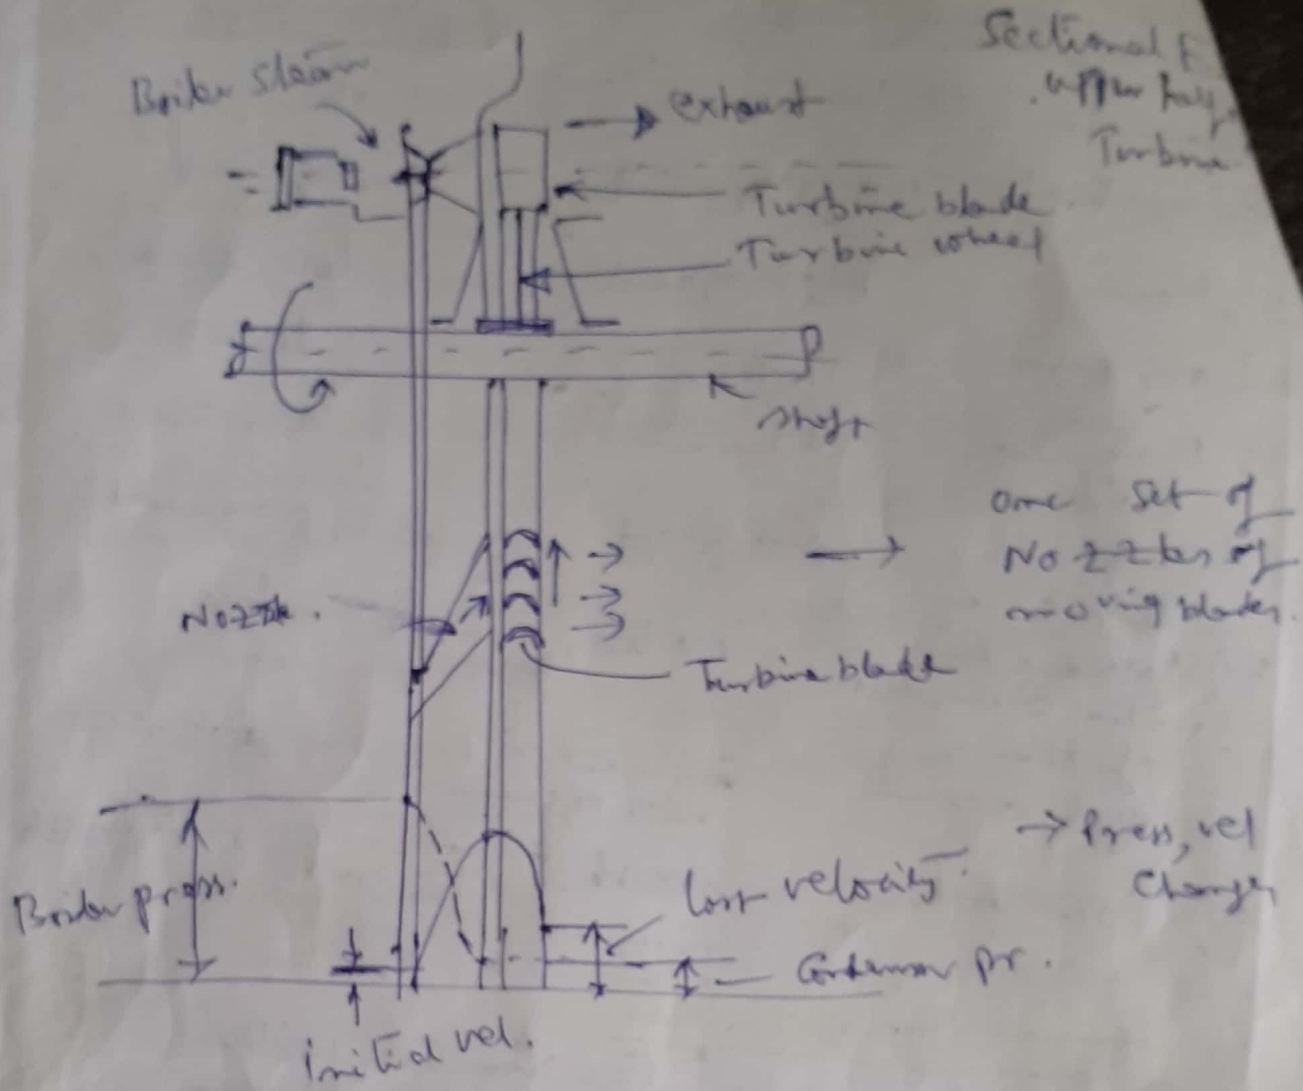 Sectional
upper half
Turbine
Boiler steam
exhaust
Turbine blade
Turbine wheel
shaft
one set of
Nozzles of
moving blades.
Nozzle.
Turbine blade
→ Press, vel
changes
Boiler press.
Lost velocity
Condenser pr.
initial vel.